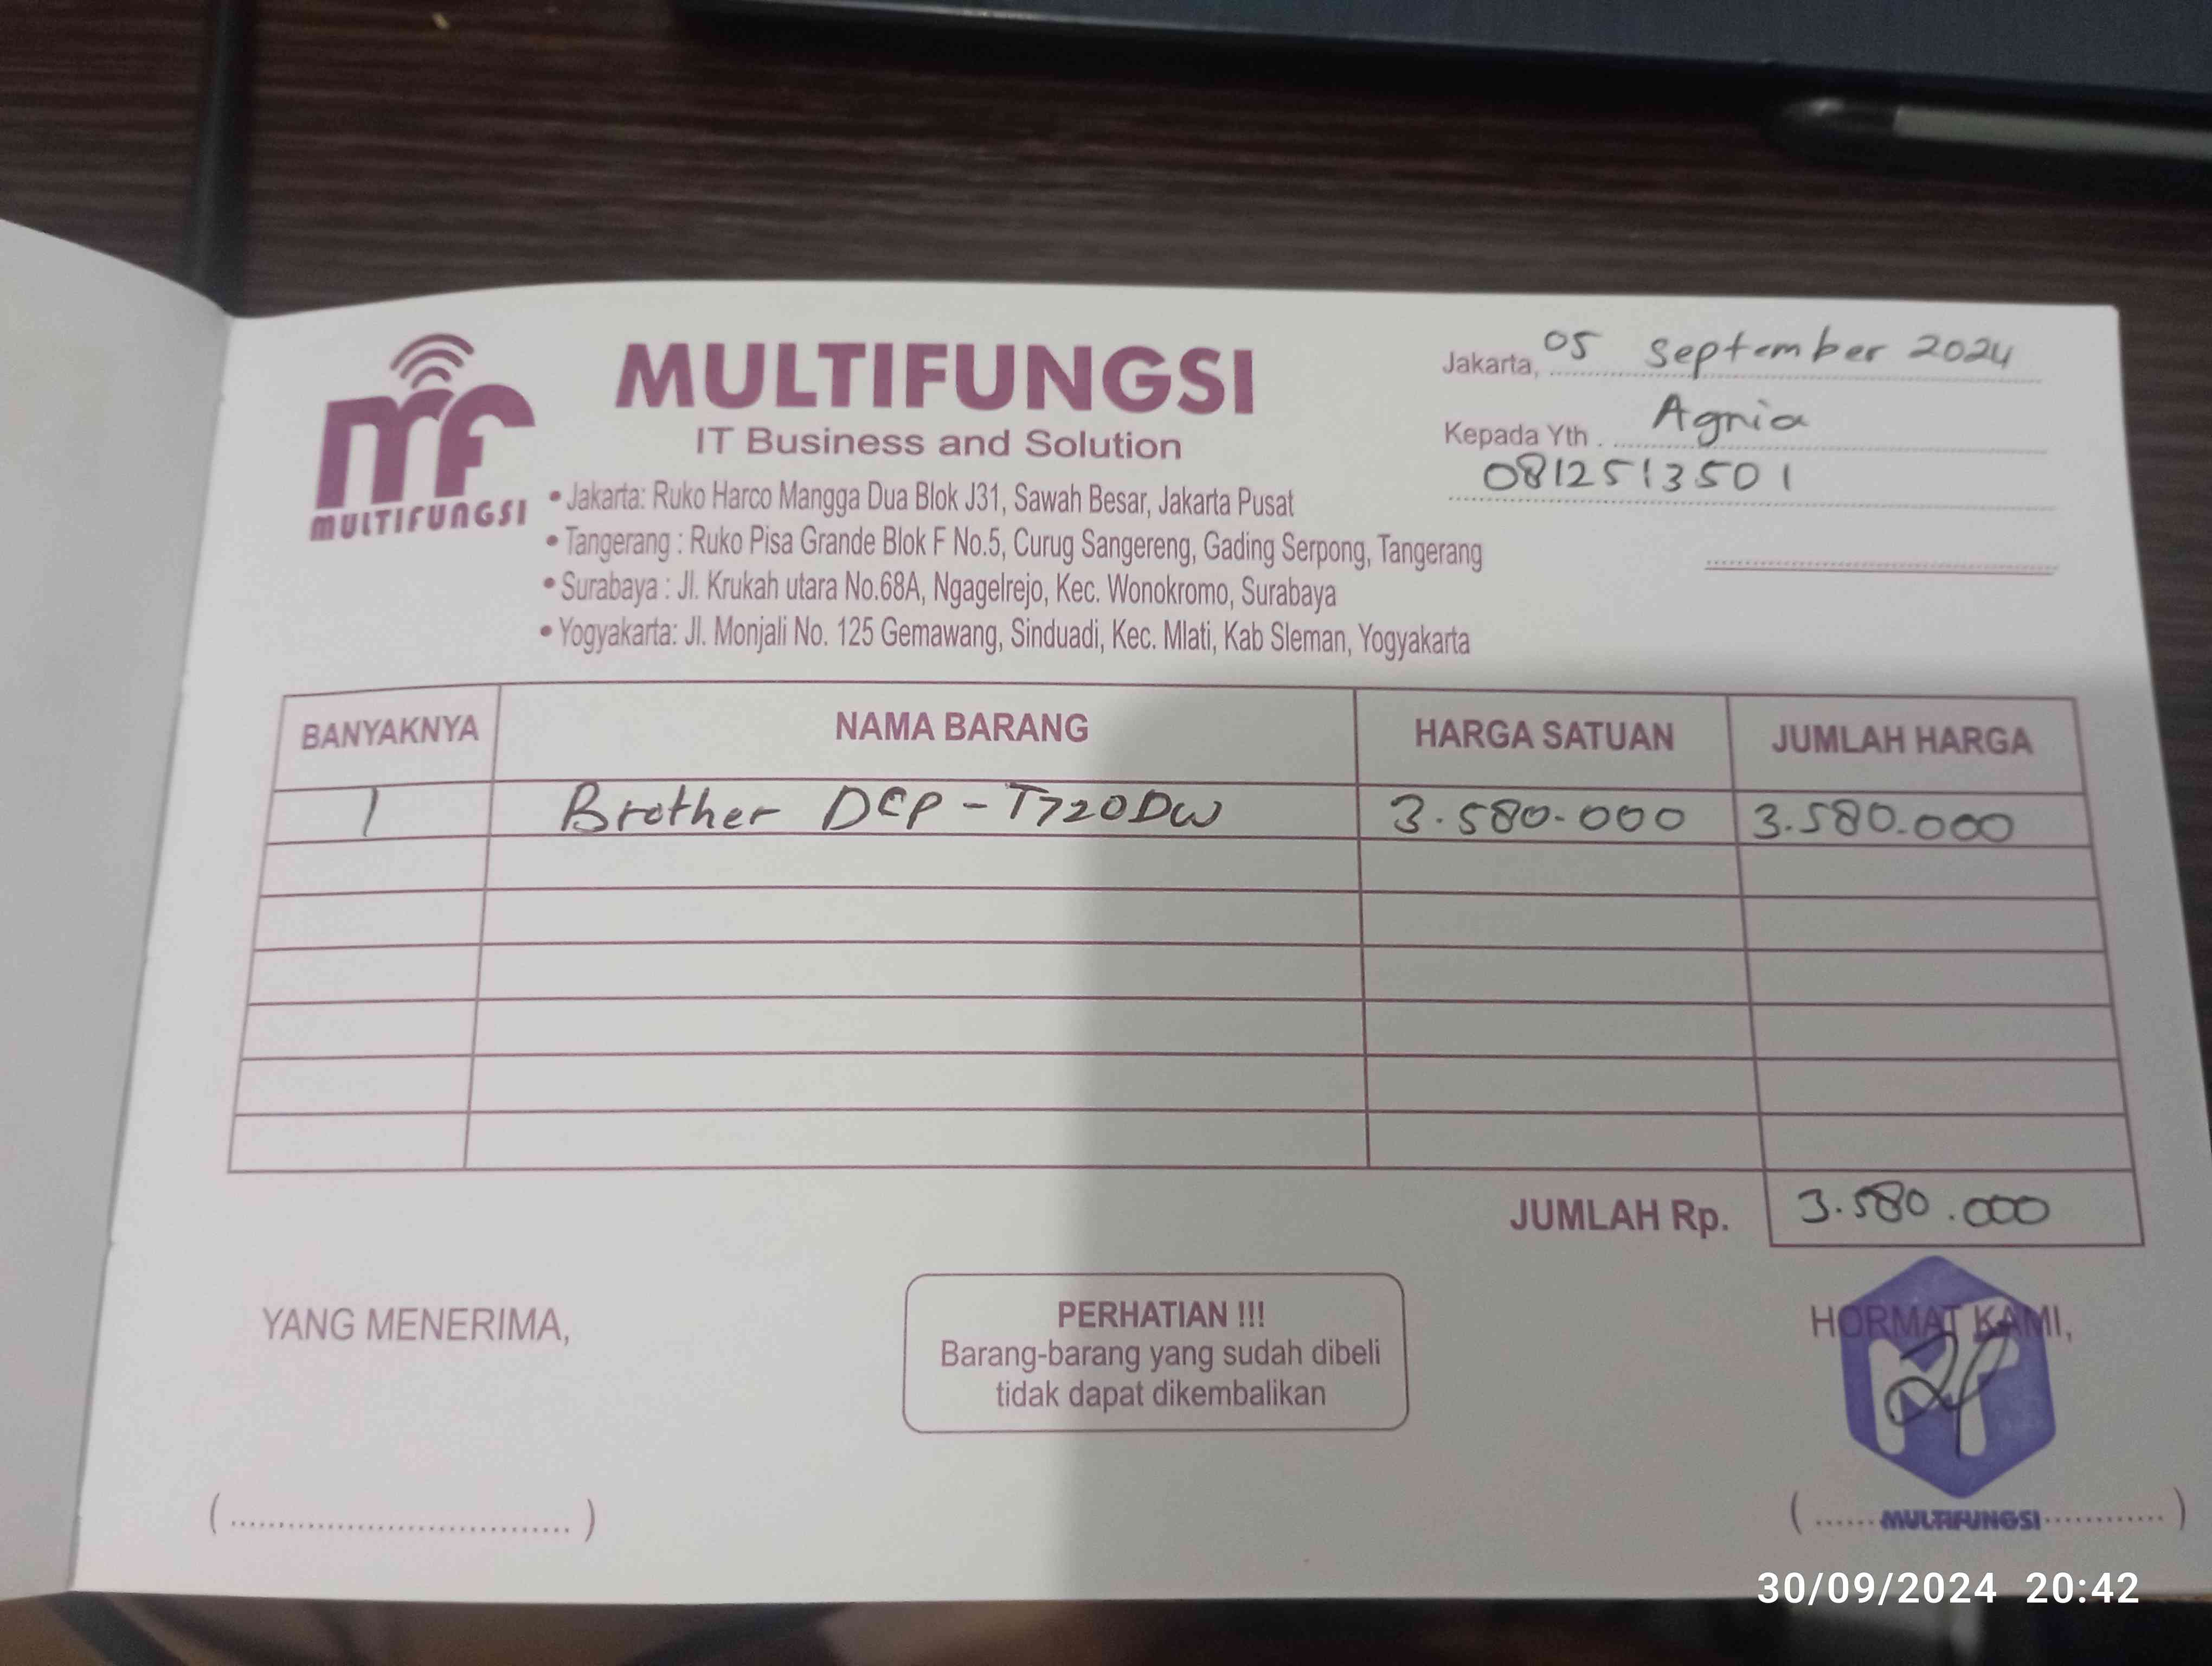 MULTIFUNGSI
MULTIFUNGSI
IT Business and Solution
• Jakarta: Ruko Harco Mangga Dua Blok J31, Sawah Besar, Jakarta Pusat
• Tangerang : Ruko Pisa Grande Blok F No.5, Curug Sangereng, Gading Serpong, Tangerang
• Surabaya : Jl. Krukah utara No.68A, Ngagelrejo, Kec. Wonokromo, Surabaya
• Yogyakarta: Jl. Monjali No. 125 Gemawang, Sinduadi, Kec. Mlati, Kab Sleman, Yogyakarta
Jakarta, 05 September 2024
Kepada Yth. Agnia
0812513501
BANYAKNYA NAMA BARANG HARGA SATUAN JUMLAH HARGA
1 Brother DCP-T720DW 3.580.000 3.580.000
JUMLAH Rp. 3.580.000
YANG MENERIMA,
PERHATIAN !!!
Barang-barang yang sudah dibeli
tidak dapat dikembalikan
HORMAT KAMI,
(..................................)
(......MULTIFUNGSI............)
30/09/2024 20:42